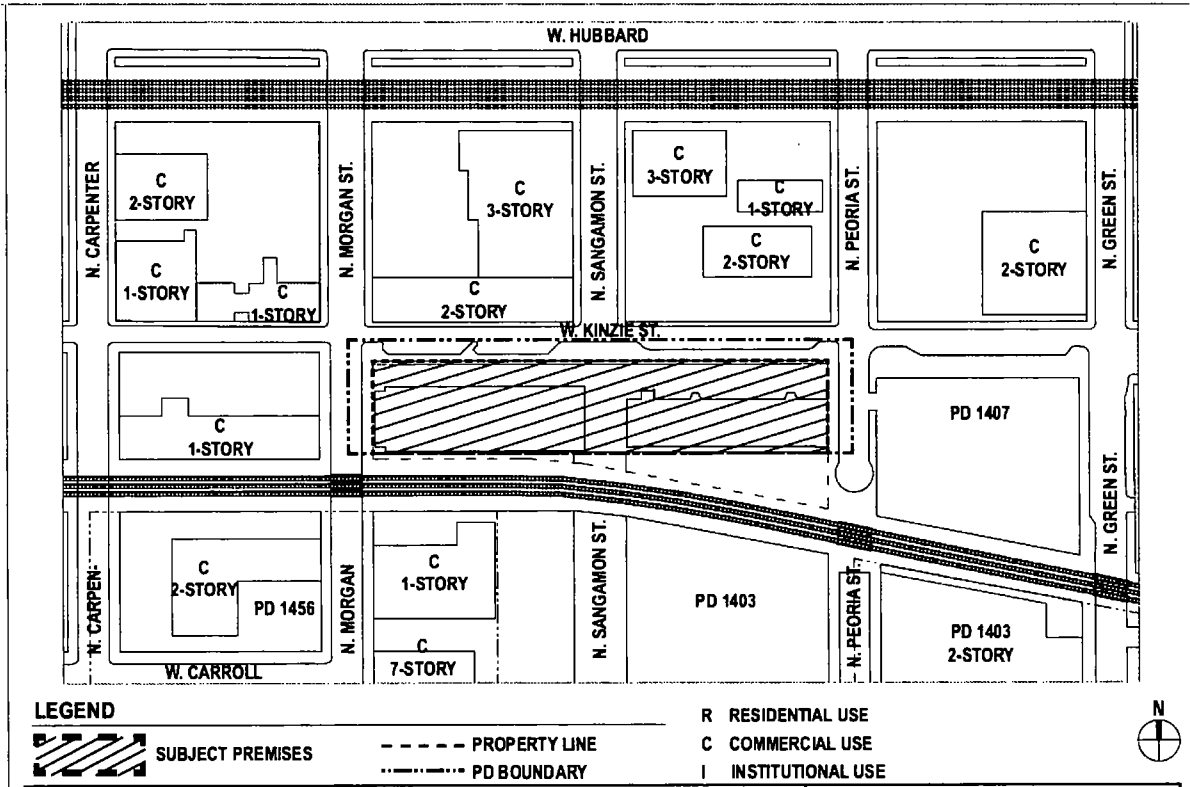 W. HUBBARD
N. CARPENTER
C
2-STORY
C
1-STORY
C
1-STORY
N. MORGAN ST.
C
3-STORY
C
2-STORY
N. SANGAMON ST.
C
3-STORY
C
1-STORY
C
2-STORY
N. PEORIA ST.
C
2-STORY
N. GREEN ST.
W. KINZIE ST.
C
1-STORY
PD 1407
N. GREEN ST.
N. CARPEN-
C
2-STORY
PD 1456
N. MORGAN
C
1-STORY
C
7-STORY
N. SANGAMON ST.
PD 1403
N. PEORIA ST.
PD 1403
2-STORY
W. CARROLL
LEGEND
SUBJECT PREMISES
PROPERTY LINE
PD BOUNDARY
R RESIDENTIAL USE
C COMMERCIAL USE
I INSTITUTIONAL USE
N